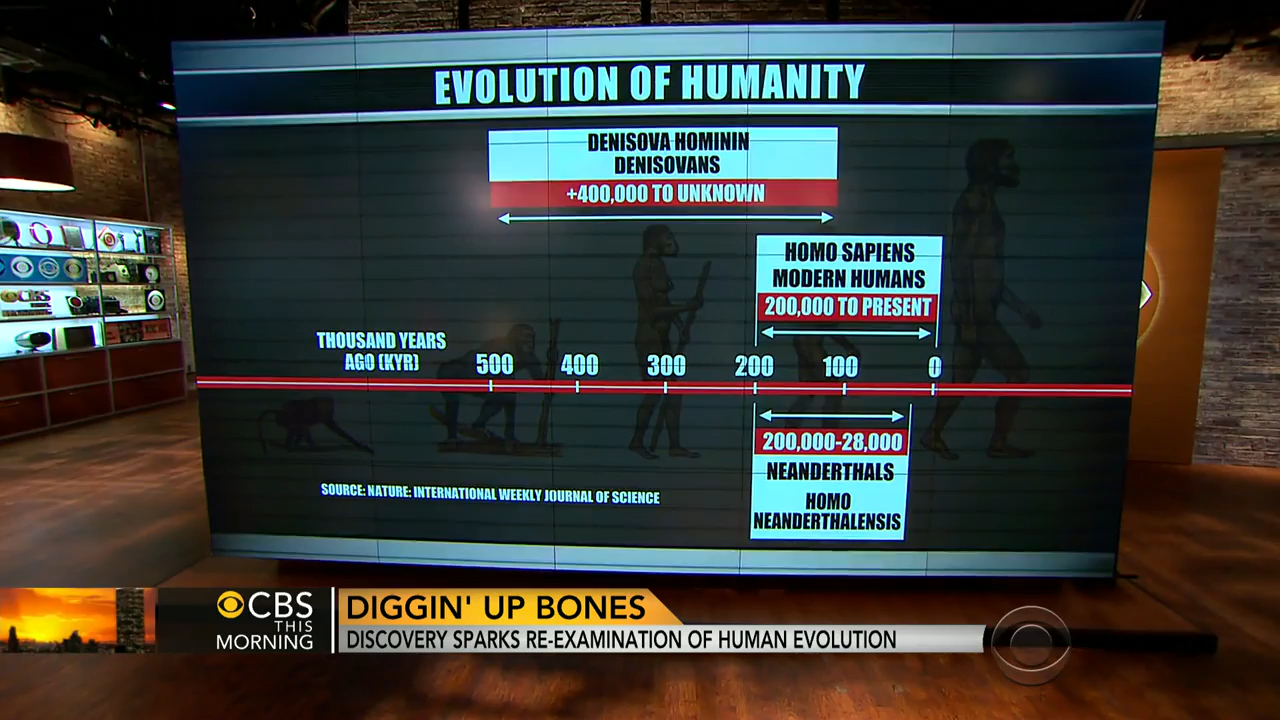 EVOLUTION OF HUMANITY
DENISOVA HOMININ
DENISOVANS
+400,000 TO UNKNOWN
HOMO SAPIENS
MODERN HUMANS
200,000 TO PRESENT
THOUSAND YEARS
AGO (KYR)
500 400 300 200 100 0
200,000-28,000
NEANDERTHALS
HOMO
NEANDERTHALENSIS
SOURCE: NATURE: INTERNATIONAL WEEKLY JOURNAL OF SCIENCE
CBS
CBS
THIS
MORNING
DIGGIN' UP BONES
DISCOVERY SPARKS RE-EXAMINATION OF HUMAN EVOLUTION